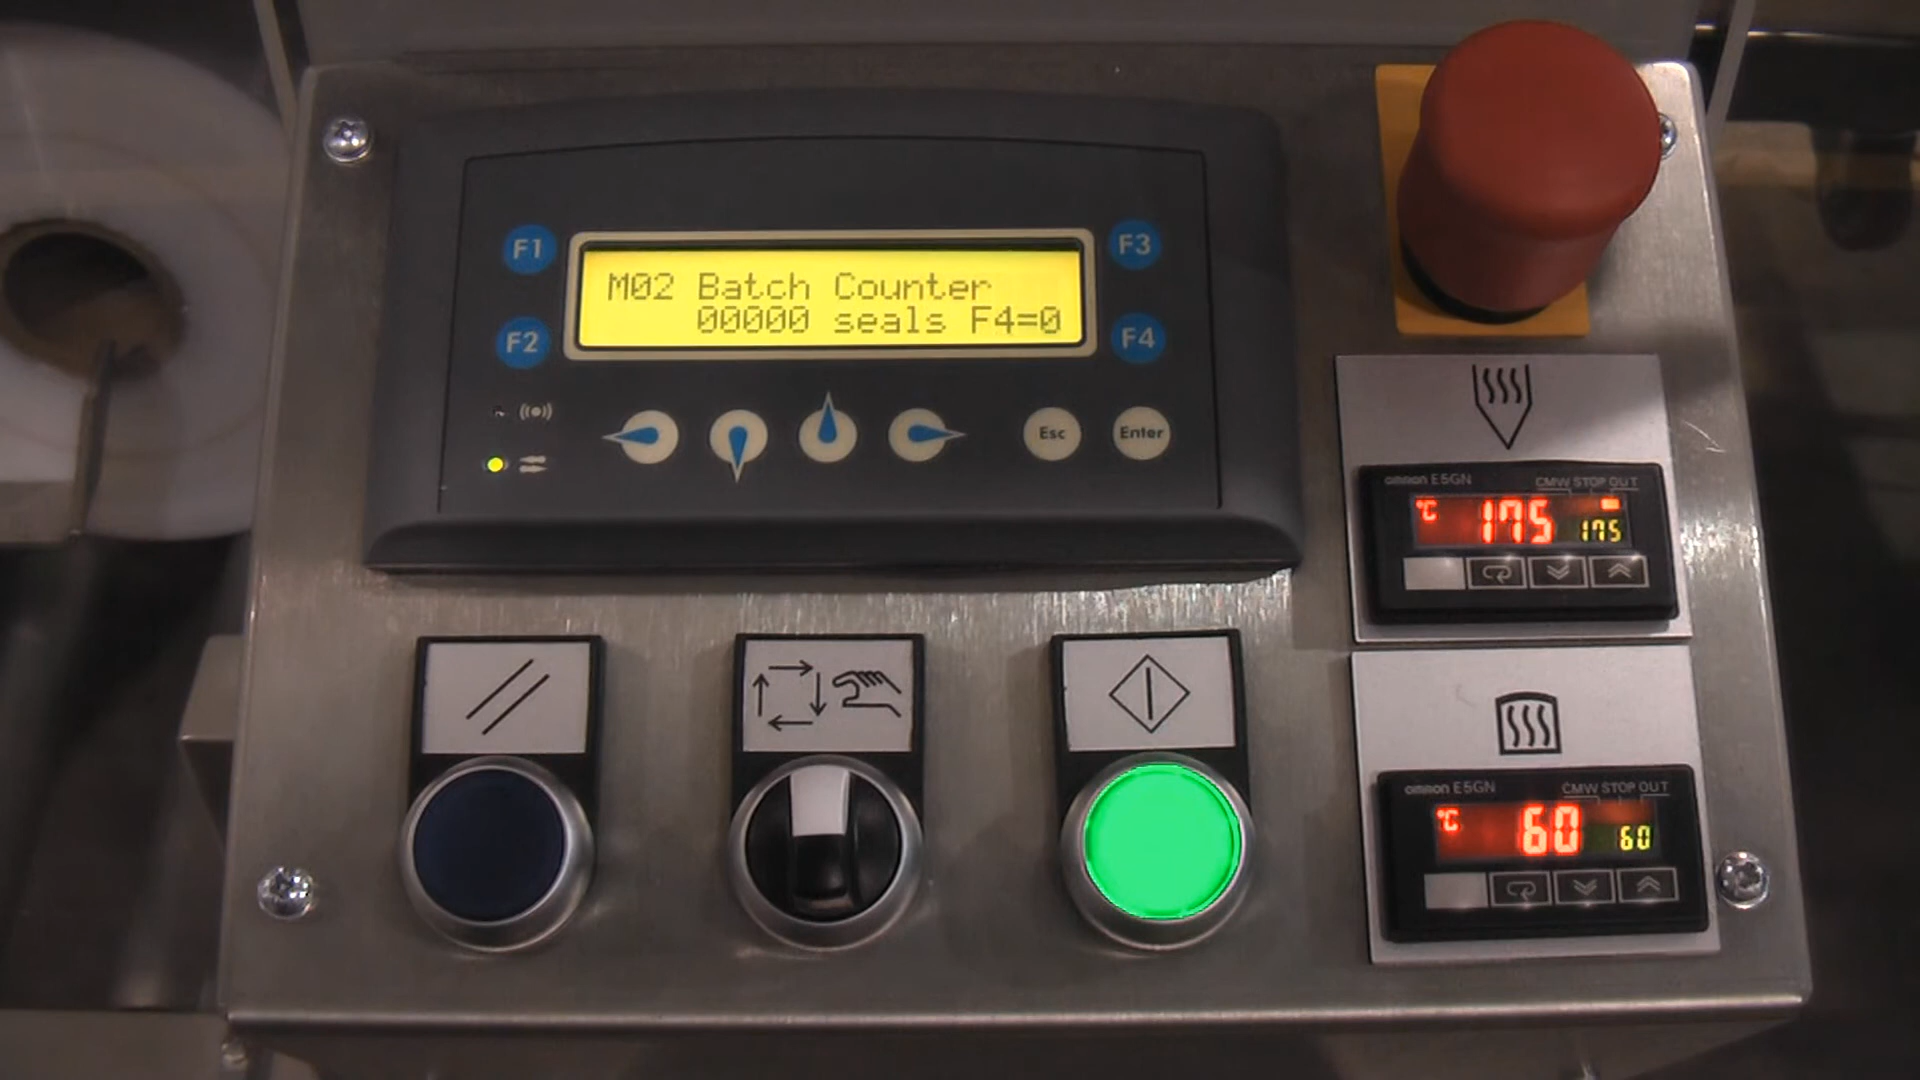 F1
F3
M02 Batch Counter
00000 seals F4=0
F2
F4
Esc
Enter
omron E5GN
CMW STOP OUT
°C 175
175
omron E5GN
CMW STOP OUT
°C 60
60